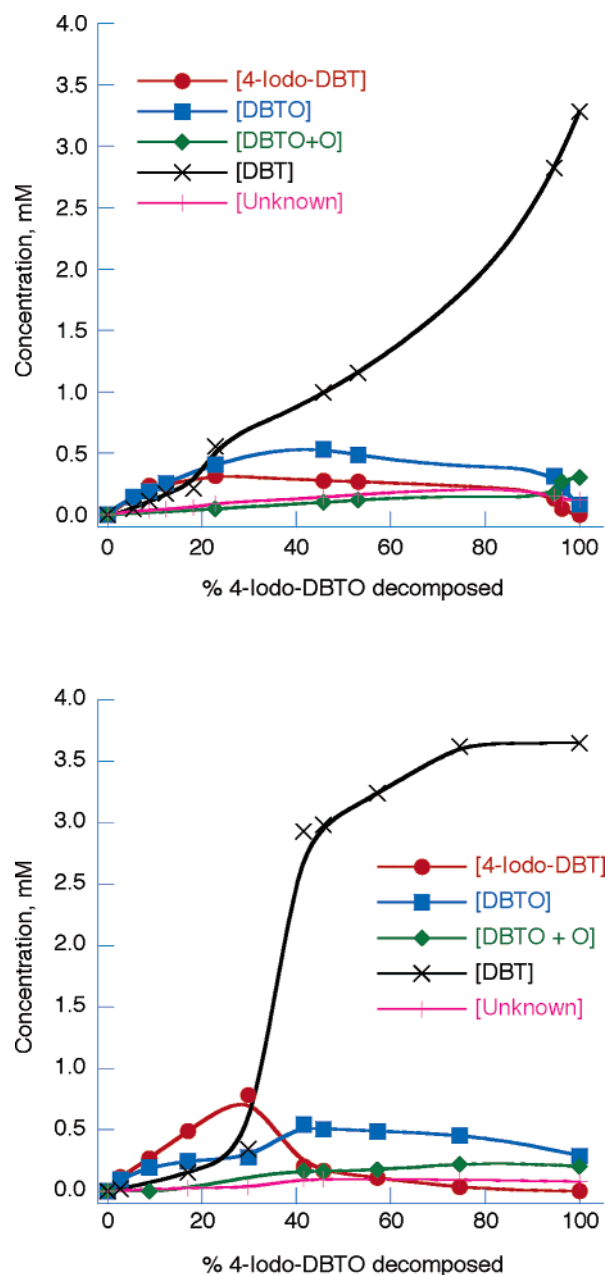 4.0
3.5
3.0
2.5
2.0
1.5
1.0
0.5
0.0
Concentration, mM
[4-Iodo-DBT]
[DBTO]
[DBTO+O]
[DBT]
[Unknown]
0 20 40 60 80 100
% 4-Iodo-DBTO decomposed
4.0
3.5
3.0
2.5
2.0
1.5
1.0
0.5
0.0
Concentration, mM
[4-Iodo-DBT]
[DBTO]
[DBTO + O]
[DBT]
[Unknown]
0 20 40 60 80 100
% 4-Iodo-DBTO decomposed